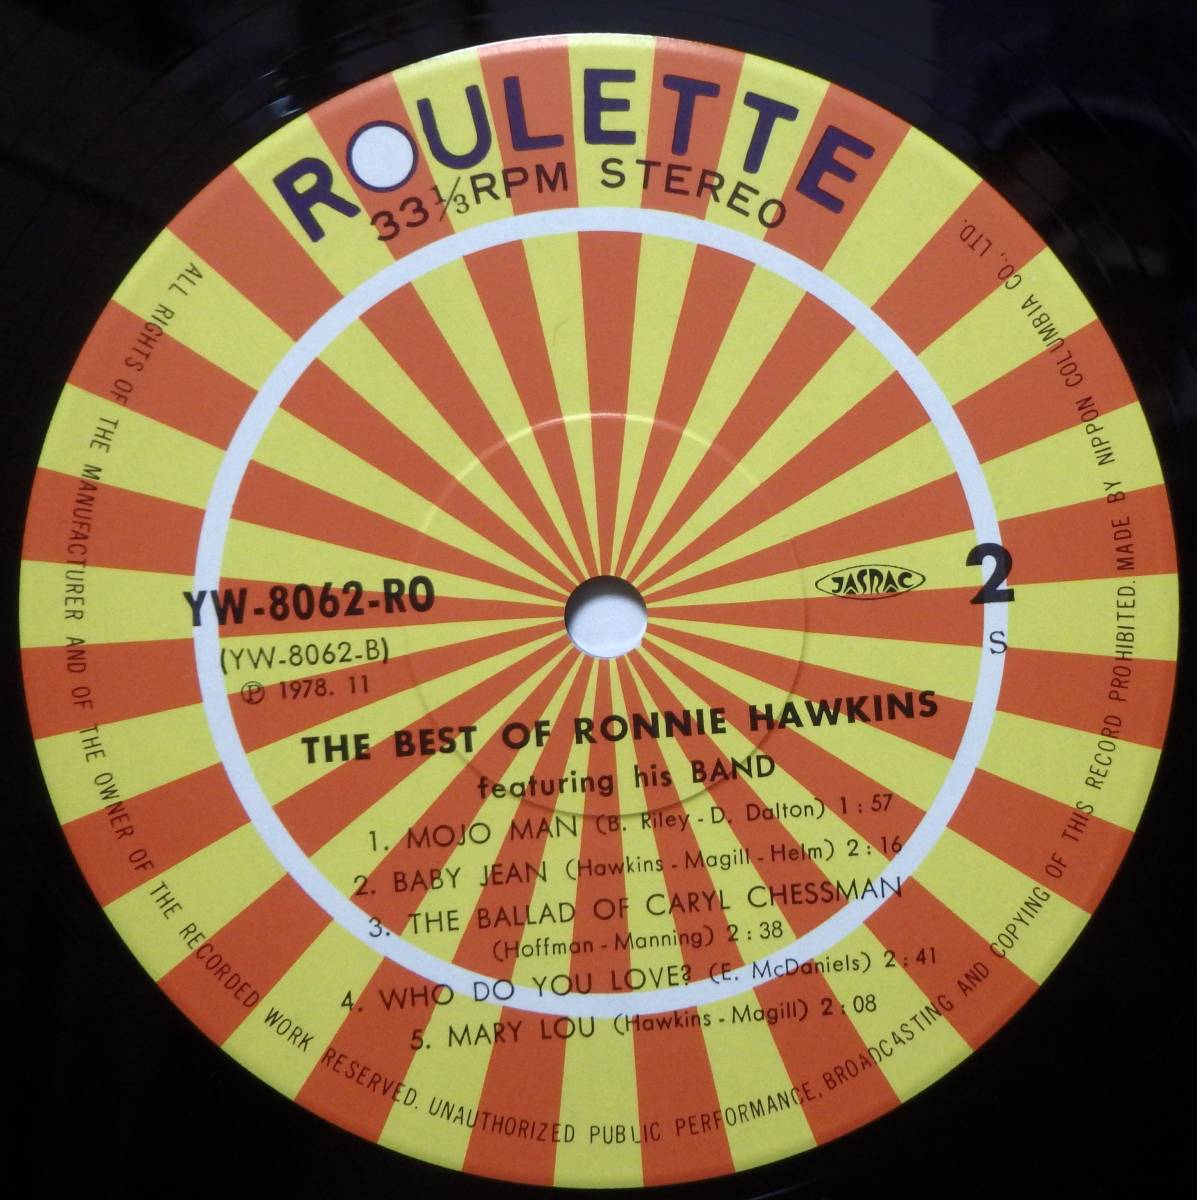 ROULETTE
33 1/3 RPM STEREO
YW-8062-RO
(YW-8062-B)
Ⓟ 1978. 11
JASRAC
2
S
THE BEST OF RONNIE HAWKINS
featuring his BAND
1. MOJO MAN (B. Riley - D. Dalton) 1 : 57
2. BABY JEAN (Hawkins - Magill - Helm) 2 : 16
3. THE BALLAD OF CARYL CHESSMAN
(Hoffman - Manning) 2 : 38
4. WHO DO YOU LOVE? (E. McDaniels) 2 : 41
5. MARY LOU (Hawkins - Magill) 2 : 08
ALL RIGHTS OF THE MANUFACTURER AND OF THE OWNER OF THE RECORDED WORK RESERVED. UNAUTHORIZED PUBLIC PERFORMANCE, BROADCASTING AND COPYING OF THIS RECORD PROHIBITED. MADE BY NIPPON COLUMBIA CO., LTD.